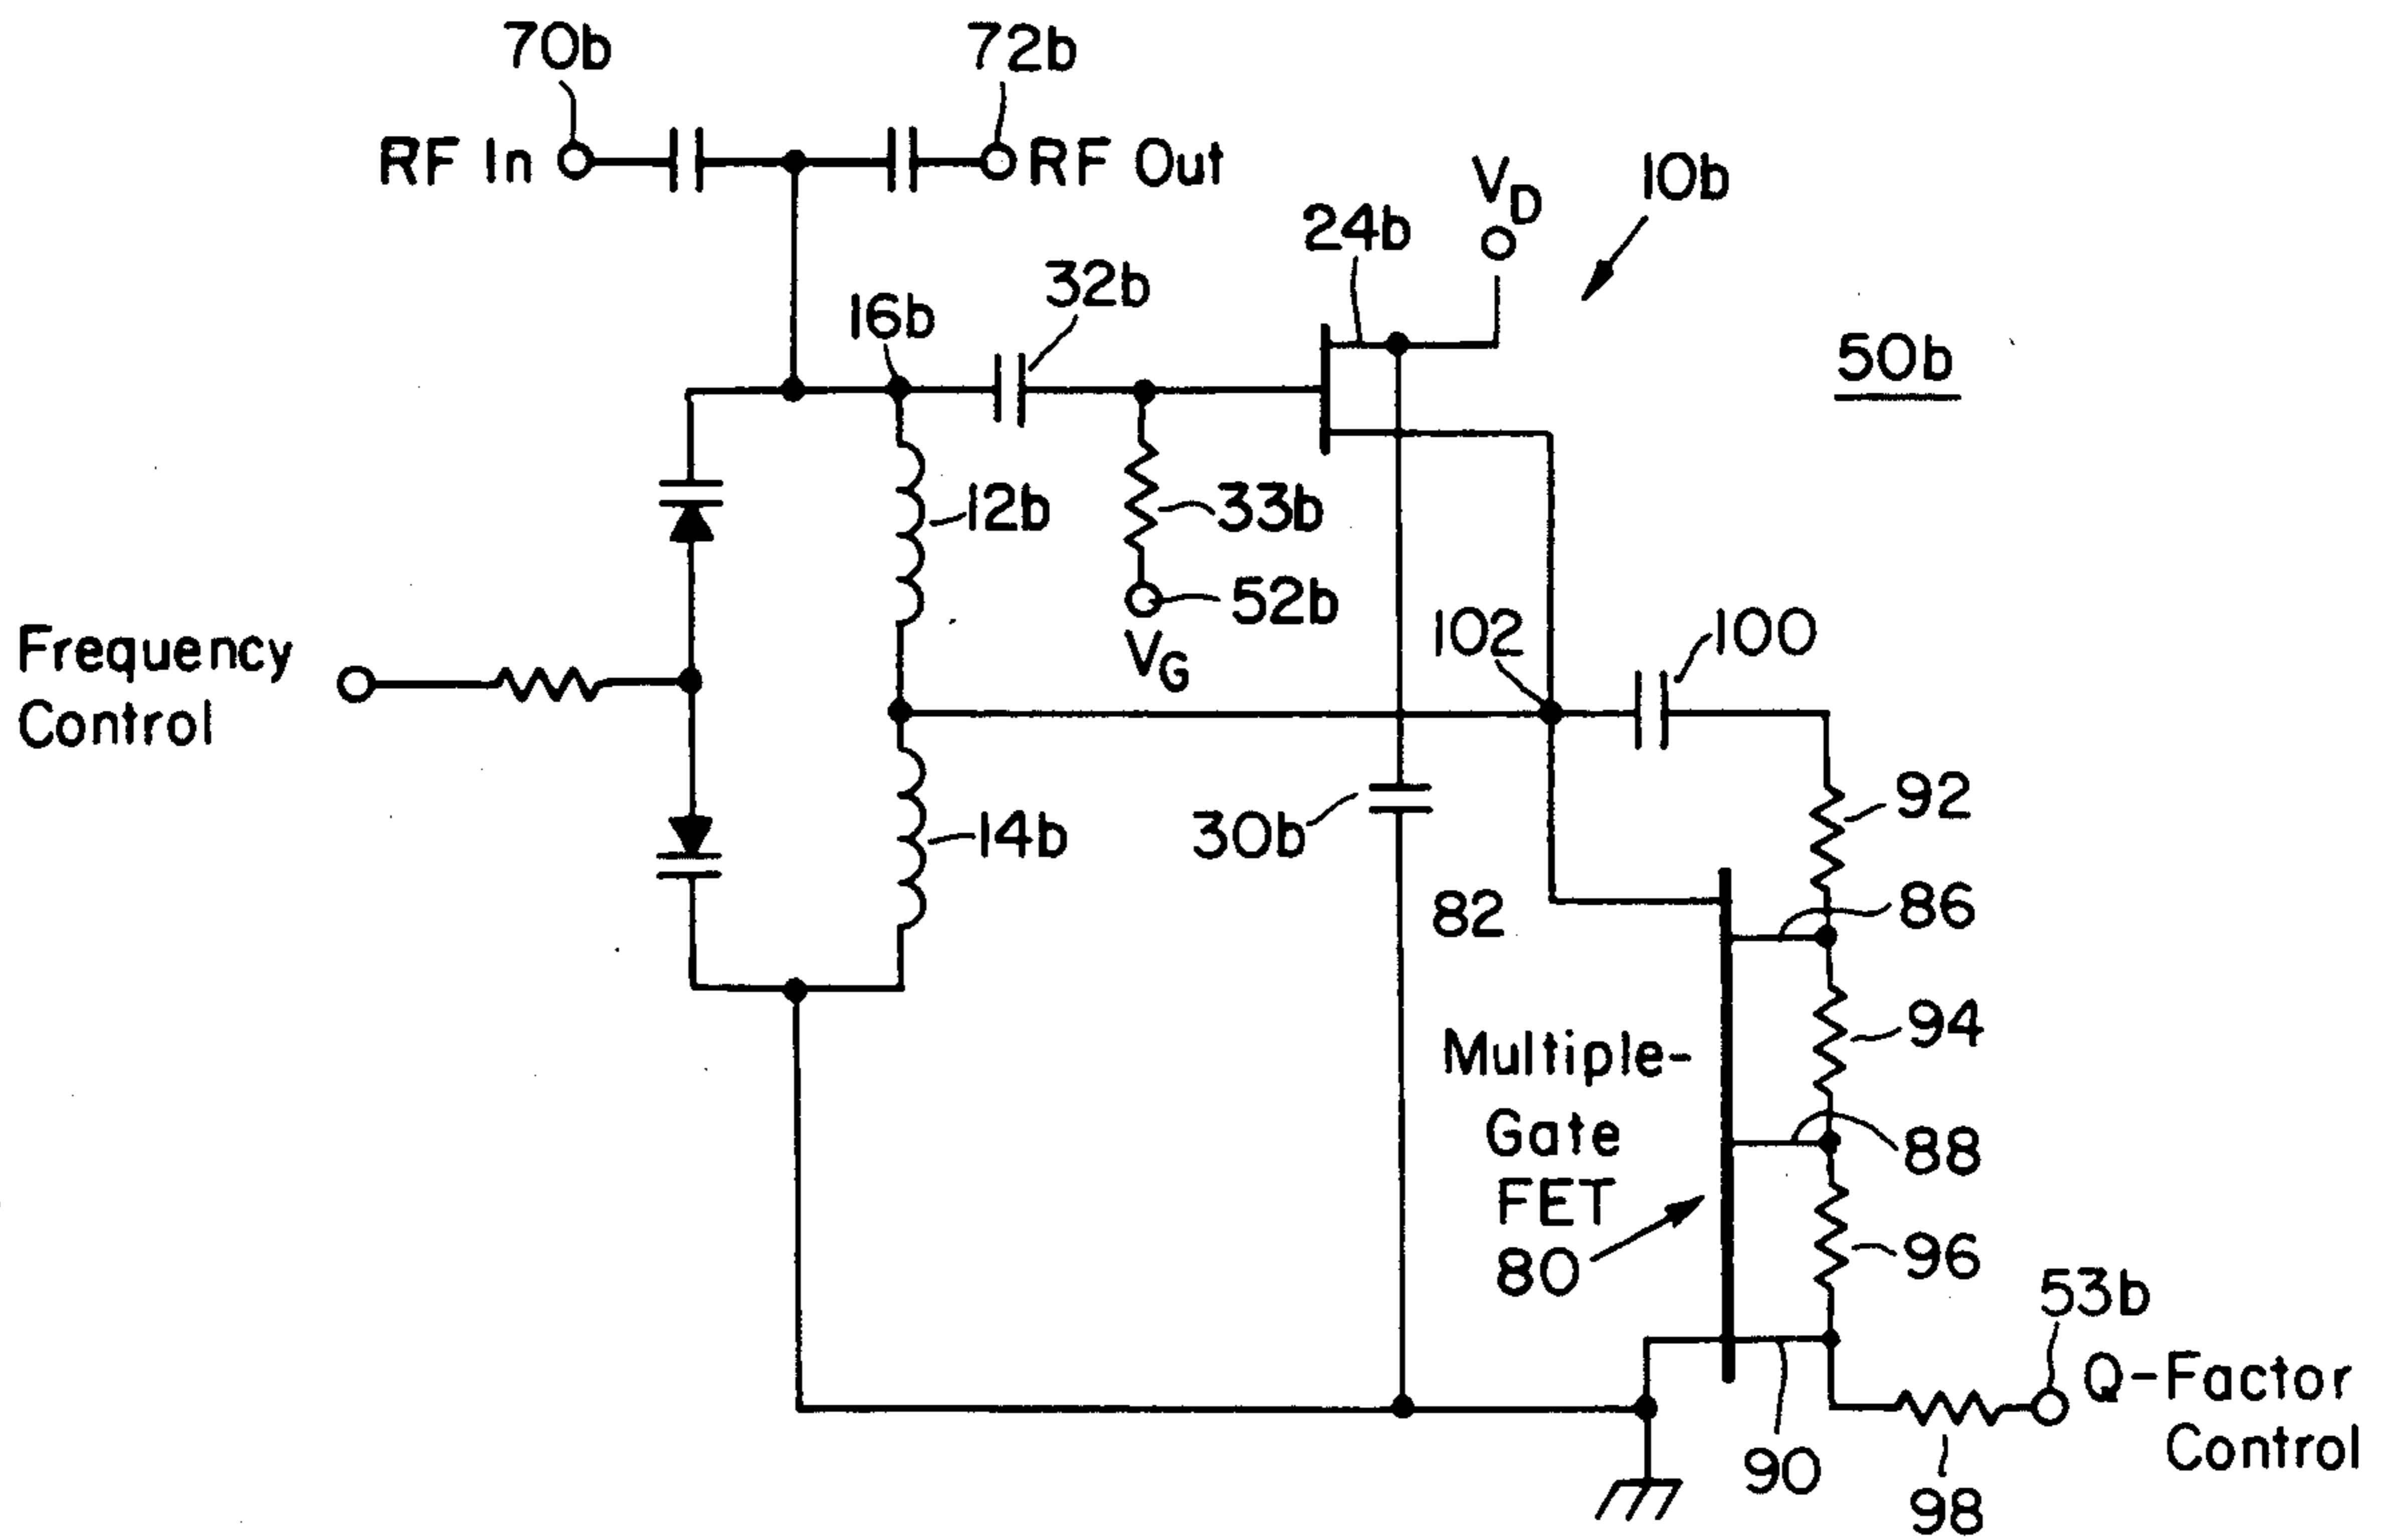 70b
72b
RF In
RF Out
VD
10b
24b
32b
16b
50b
12b
33b
52b
VG
Frequency
Control
102
100
92
14b
30b
82
86
94
Multiple-
Gate
FET
80
88
96
53b
Q-Factor
Control
90
98